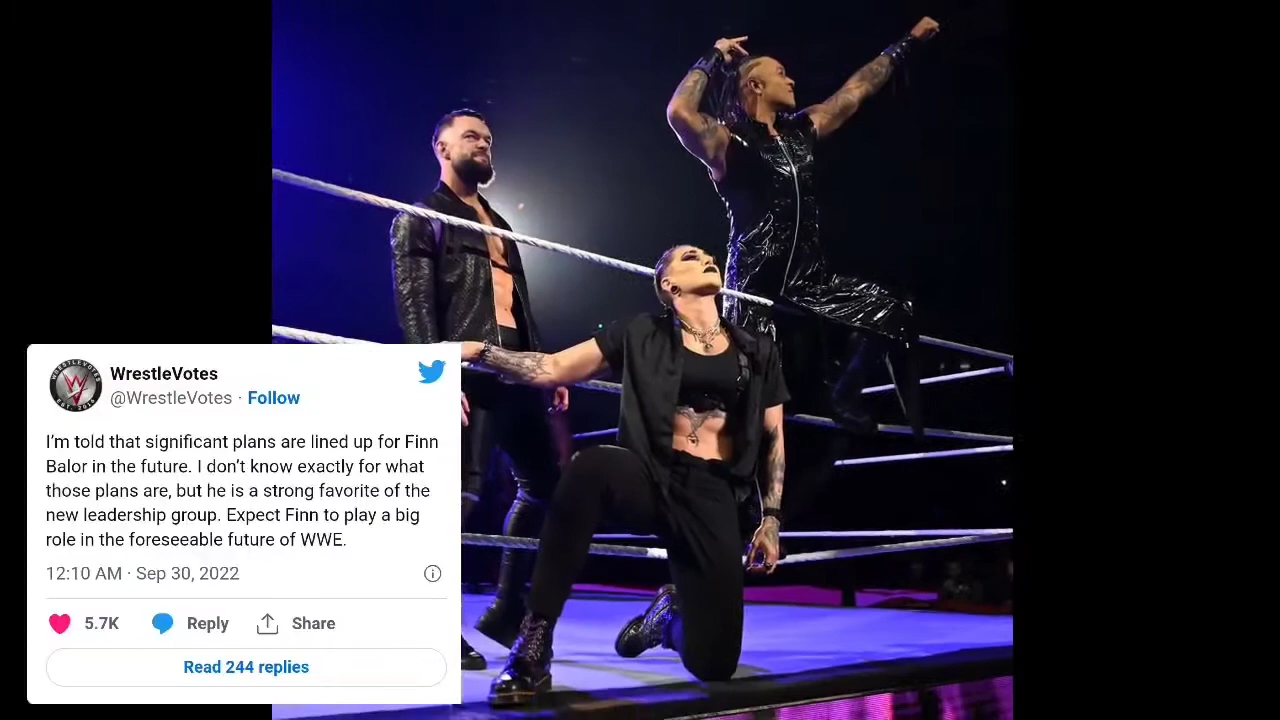 WrestleVotes
@WrestleVotes · Follow
I'm told that significant plans are lined up for Finn
Balor in the future. I don't know exactly for what
those plans are, but he is a strong favorite of the
new leadership group. Expect Finn to play a big
role in the foreseeable future of WWE.
12:10 AM · Sep 30, 2022
5.7K Reply Share
Read 244 replies